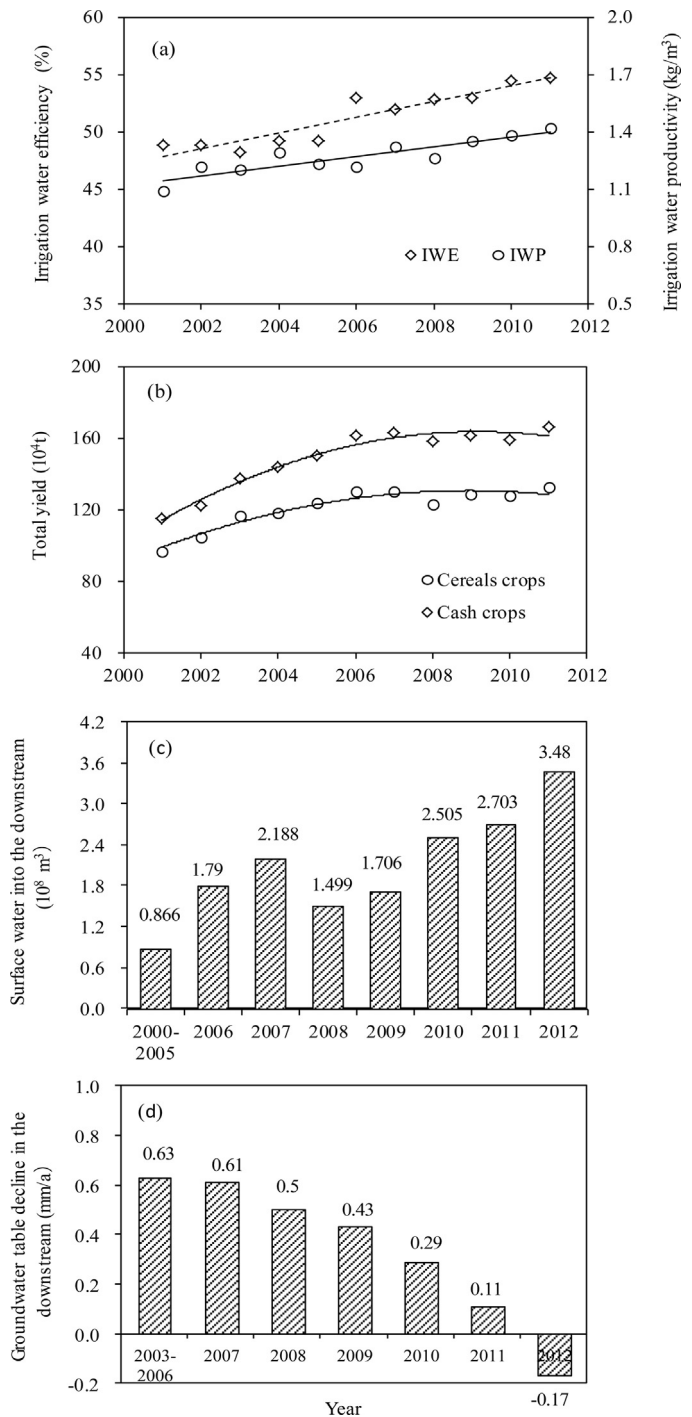 60
55
50
45
40
35
Irrigation water efficiency (%)
(a)
IWE
IWP
2.0
1.7
1.4
1.1
0.8
0.5
Irrigation water productivity (kg/m³)
2000 2002 2004 2006 2008 2010 2012
200
160
120
80
40
Total yield (10⁴t)
(b)
Cereals crops
Cash crops
2000 2002 2004 2006 2008 2010 2012
4.2
3.6
3.0
2.4
1.8
1.2
0.6
0.0
Surface water into the downstream
(10⁸ m³)
(c)
0.866
1.79
2.188
1.499
1.706
2.505
2.703
3.48
2000-
2005
2006 2007 2008 2009 2010 2011 2012
1.0
0.8
0.6
0.4
0.2
0.0
-0.2
Groundwater table decline in the
downstream (mm/a)
(d)
0.63
0.61
0.5
0.43
0.29
0.11
-0.17
2003-
2006
2007 2008 2009 2010 2011 2012
Year